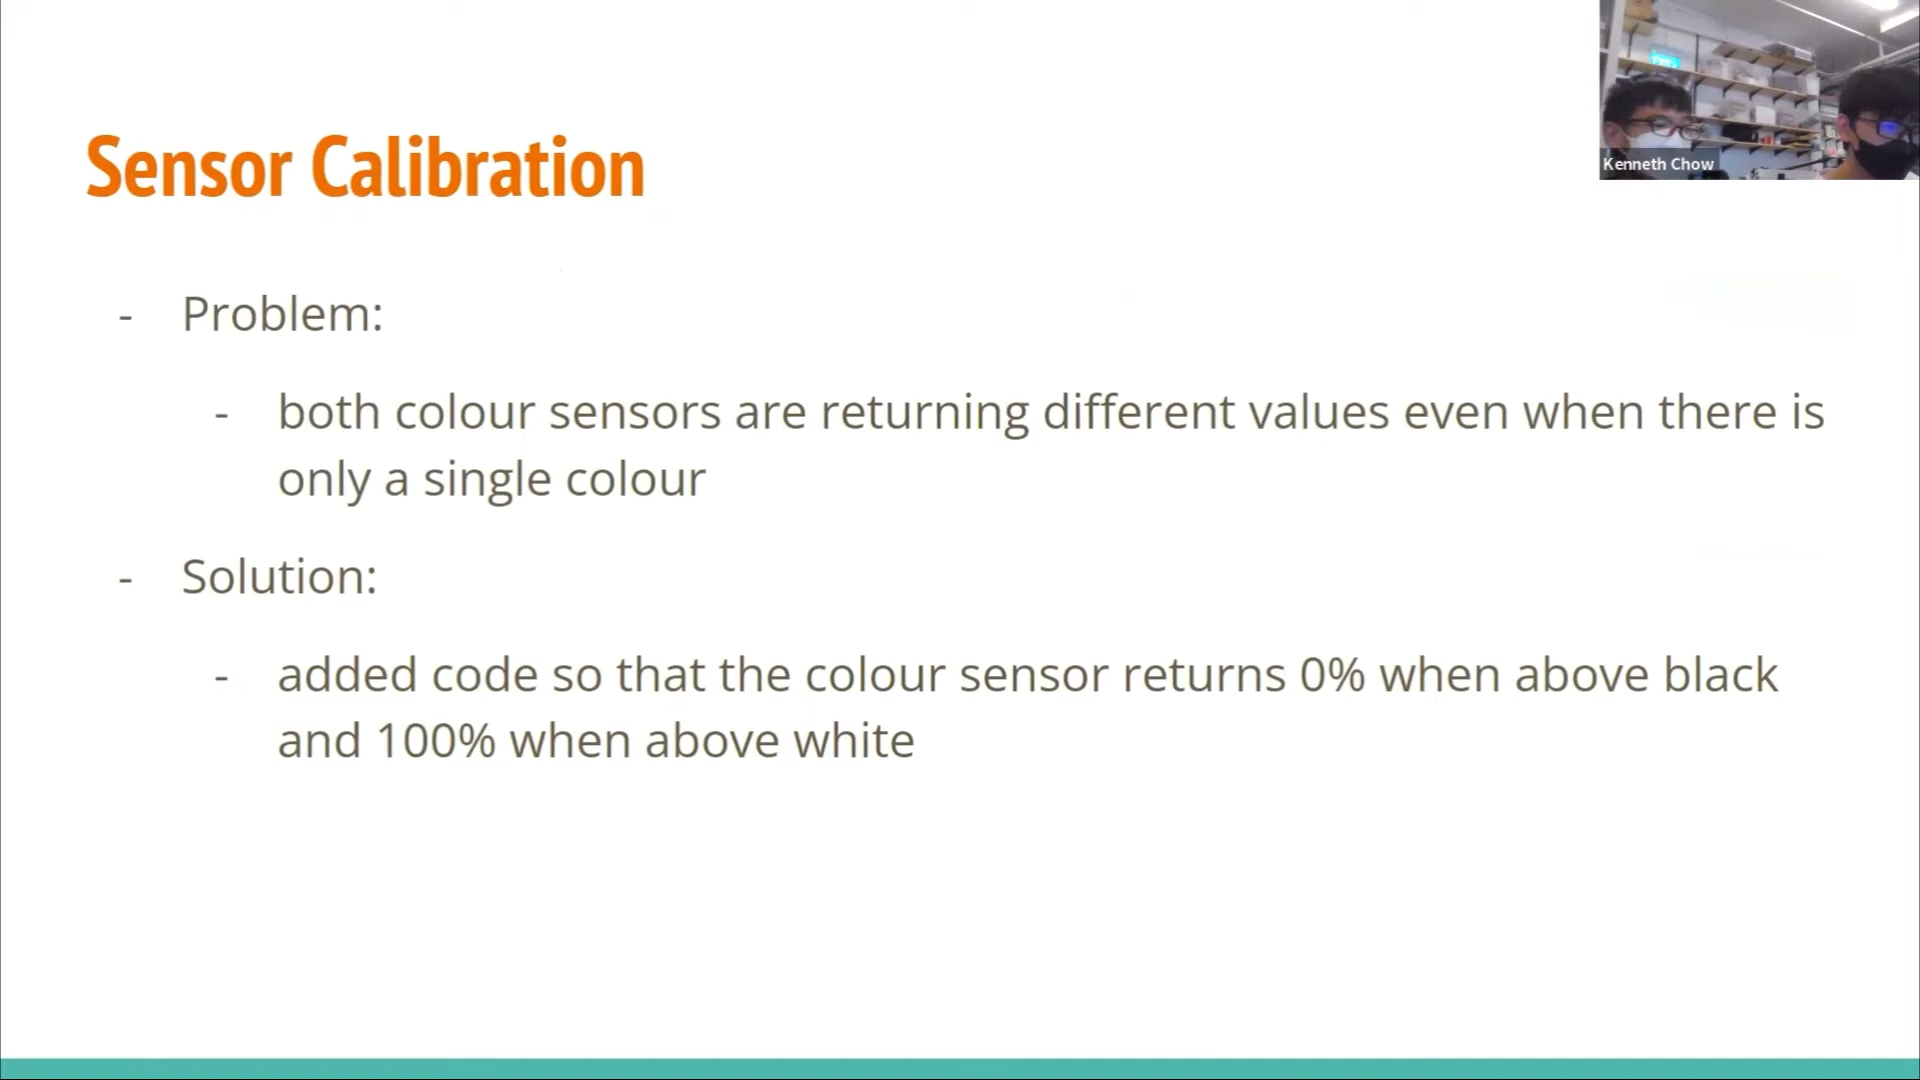 Sensor Calibration
Kenneth Chow
- Problem:
- both colour sensors are returning different values even when there is
only a single colour
- Solution:
- added code so that the colour sensor returns 0% when above black
and 100% when above white